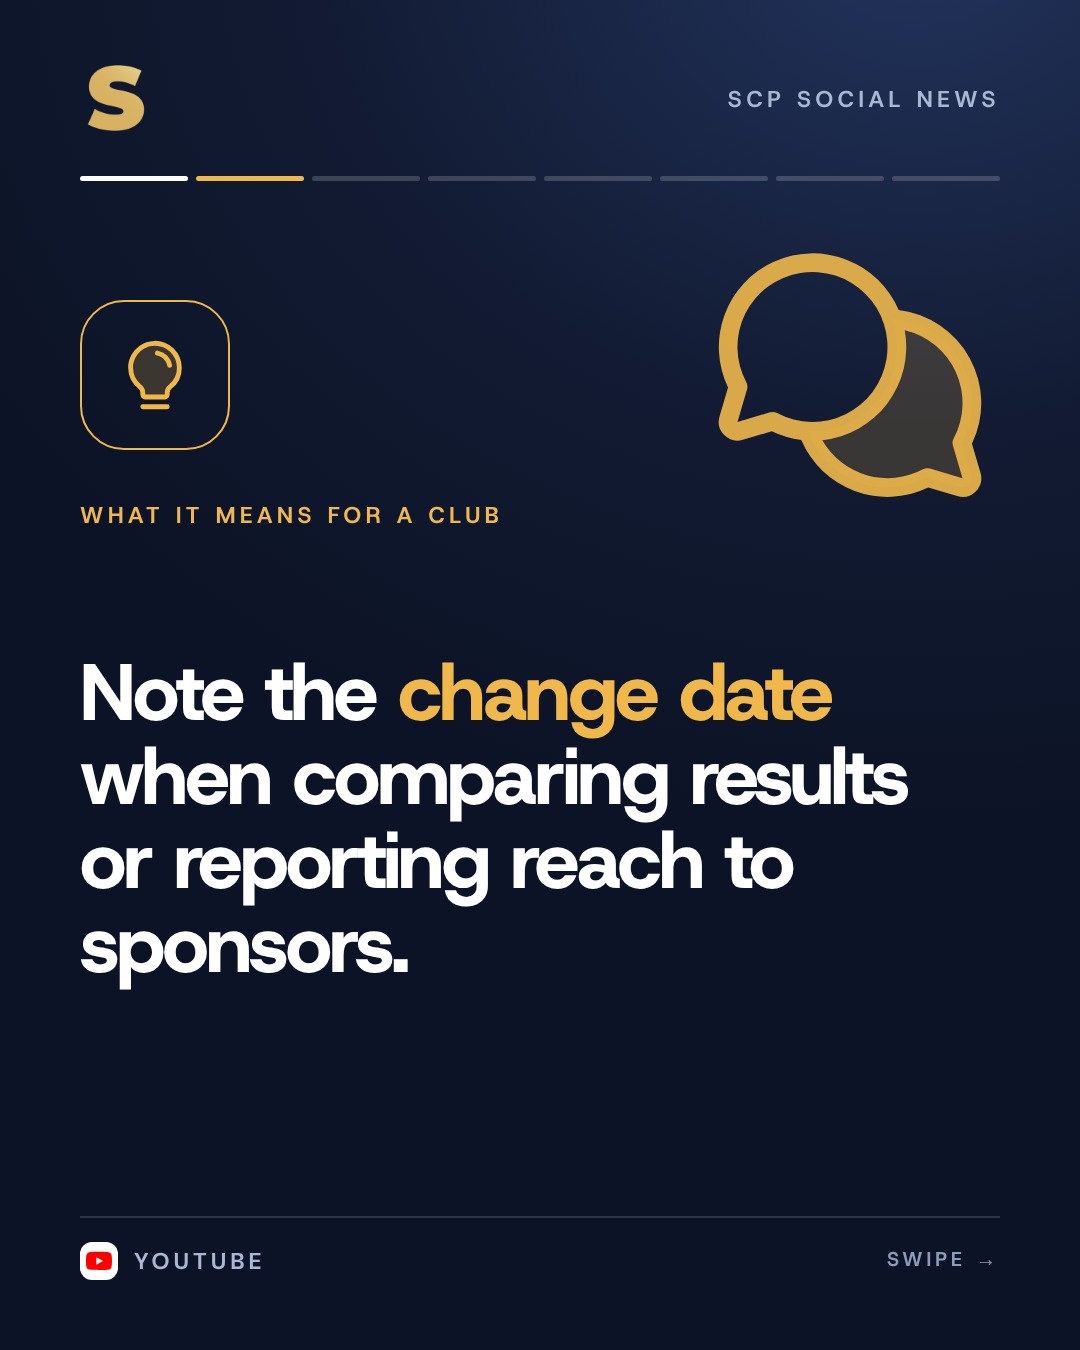 S
SCP SOCIAL NEWS
WHAT IT MEANS FOR A CLUB
Note the change date
when comparing results
or reporting reach to
sponsors.
YOUTUBE
SWIPE →